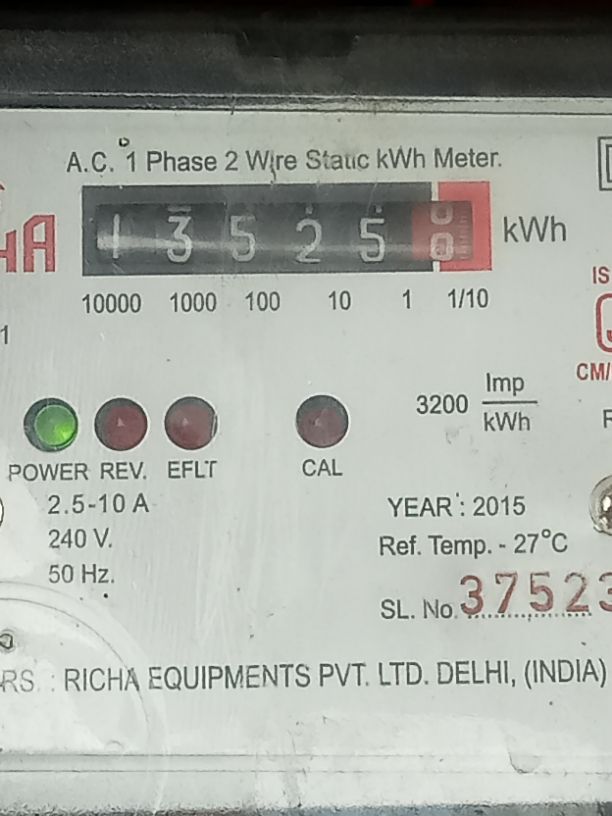 A.C. 1 Phase 2 Wire Static kWh Meter.
HA
1 3 5 2 5 kWh
10000 1000 100 10 1 1/10
IS
CM/
3200 Imp/kWh
POWER REV. EFLT CAL
2.5-10 A
240 V.
50 Hz.
YEAR : 2015
Ref. Temp. - 27°C
SL. No. 37523
RS. : RICHA EQUIPMENTS PVT. LTD. DELHI, (INDIA)